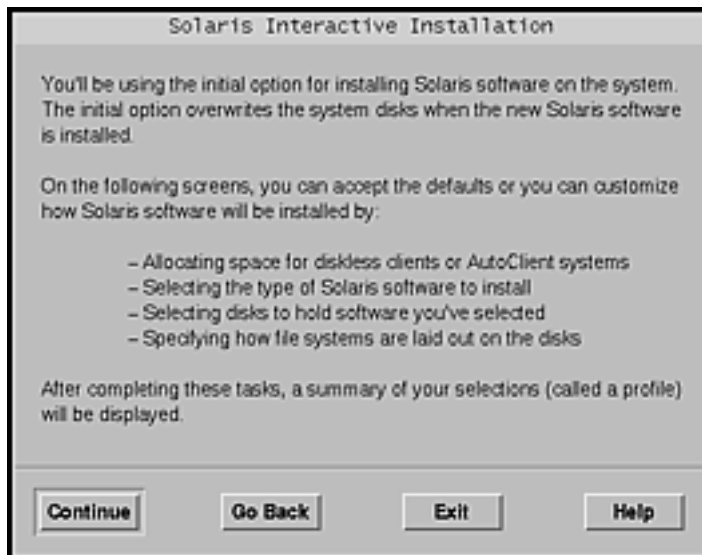 Solaris Interactive Installation
You'll be using the initial option for installing Solaris software on the system.
The initial option overwrites the system disks when the new Solaris software
is installed.
On the following screens, you can accept the defaults or you can customize
how Solaris software will be installed by:
– Allocating space for diskless clients or AutoClient systems
– Selecting the type of Solaris software to install
– Selecting disks to hold software you've selected
– Specifying how file systems are laid out on the disks
After completing these tasks, a summary of your selections (called a profile)
will be displayed.
Continue Go Back Exit Help